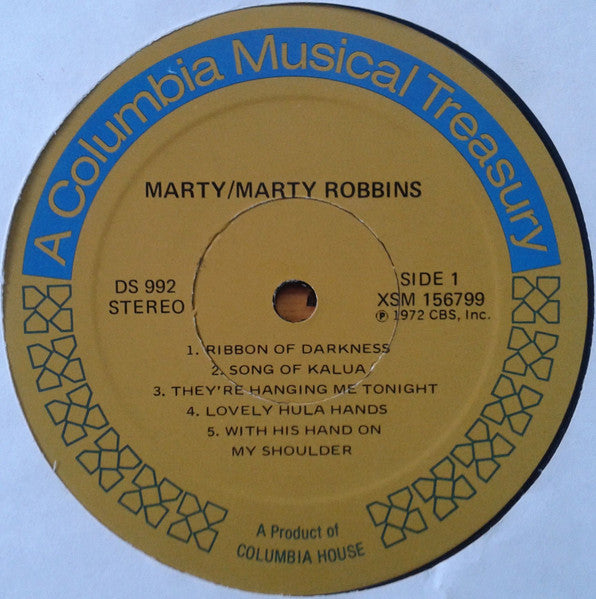 A Columbia Musical Treasury
MARTY/MARTY ROBBINS
DS 992
STEREO
SIDE 1
XSM 156799
℗ 1972 CBS, Inc.
1. RIBBON OF DARKNESS
2. SONG OF KALUA
3. THEY'RE HANGING ME TONIGHT
4. LOVELY HULA HANDS
5. WITH HIS HAND ON
MY SHOULDER
A Product of
COLUMBIA HOUSE